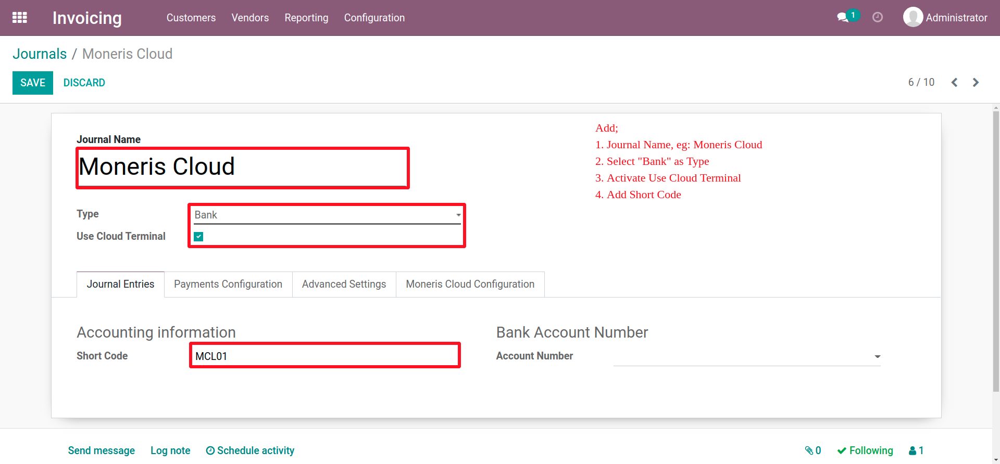 Invoicing Customers Vendors Reporting Configuration 1 Administrator
Journals / Moneris Cloud
SAVE DISCARD 6 / 10
Add;
Journal Name
1. Journal Name, eg: Moneris Cloud
Moneris Cloud
2. Select "Bank" as Type
3. Activate Use Cloud Terminal
4. Add Short Code
Type Bank
Use Cloud Terminal
Journal Entries Payments Configuration Advanced Settings Moneris Cloud Configuration
Accounting information Bank Account Number
Short Code MCL01 Account Number
Send message Log note Schedule activity 0 Following 1